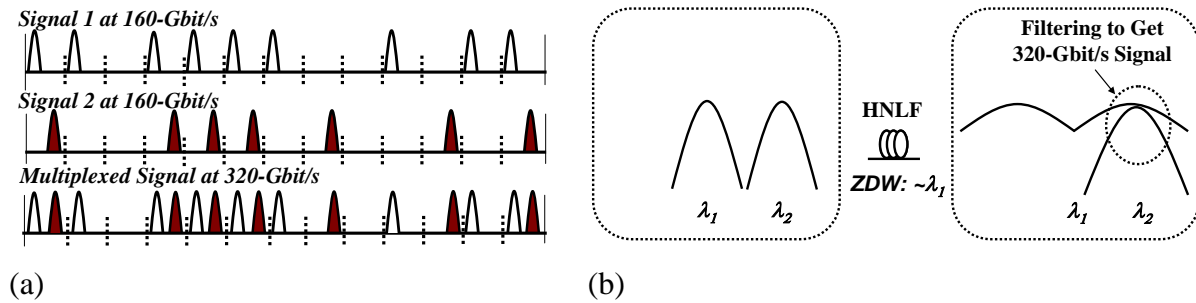 Signal 1 at 160-Gbit/s
Signal 2 at 160-Gbit/s
Multiplexed Signal at 320-Gbit/s
(a)
λ1
λ2
HNLF
ZDW: ~λ1
Filtering to Get
320-Gbit/s Signal
λ1
λ2
(b)